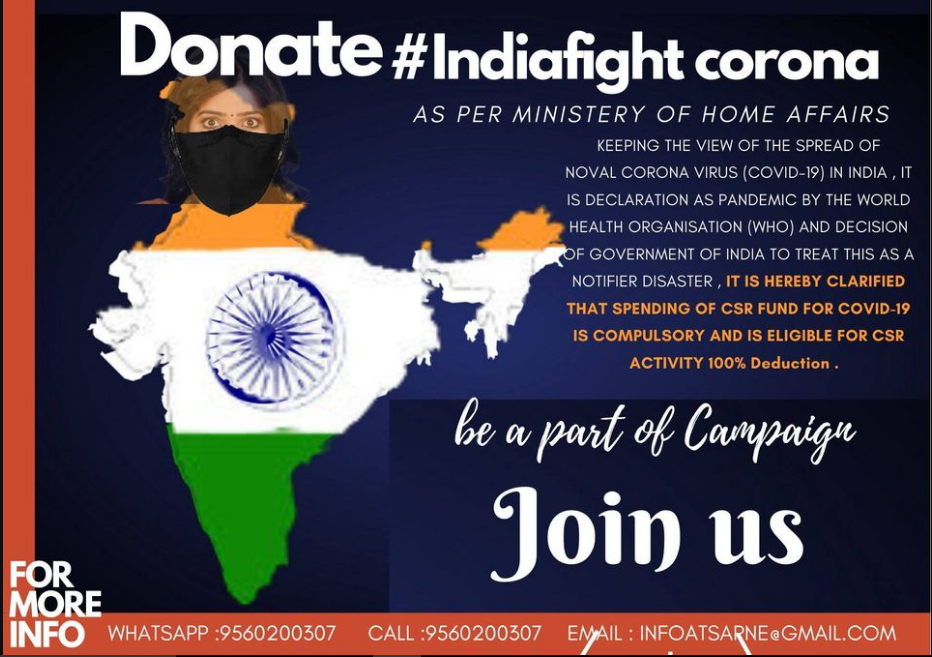 Donate #Indiafight corona
AS PER MINISTERY OF HOME AFFAIRS
KEEPING THE VIEW OF THE SPREAD OF
NOVAL CORONA VIRUS (COVID-19) IN INDIA , IT
IS DECLARATION AS PANDEMIC BY THE WORLD
HEALTH ORGANISATION (WHO) AND DECISION
OF GOVERNMENT OF INDIA TO TREAT THIS AS A
NOTIFIER DISASTER , IT IS HEREBY CLARIFIED
THAT SPENDING OF CSR FUND FOR COVID-19
IS COMPULSORY AND IS ELIGIBLE FOR CSR
ACTIVITY 100% Deduction .
be a part of Campaign
Join us
FOR
MORE
INFO
WHATSAPP :9560200307 CALL :9560200307 EMAIL : INFOATSARNE@GMAIL.COM